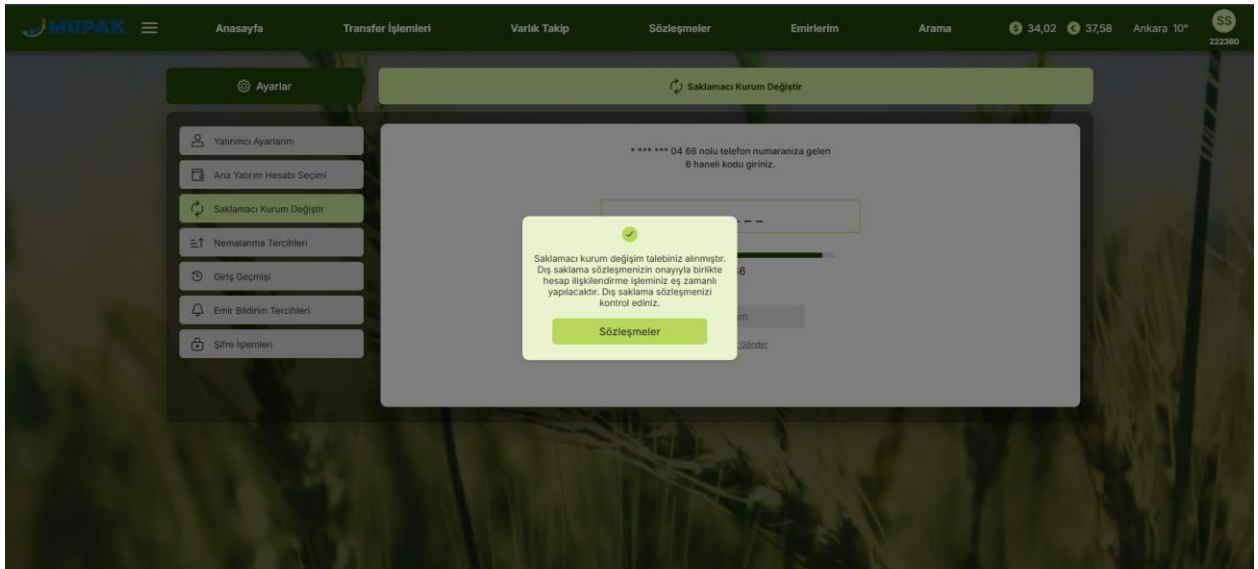 MUPAK
Anasayfa
Transfer İşlemleri
Varlık Takip
Sözleşmeler
Emirlerim
Arama
$ 34,02
€ 37,58
Ankara 10°
SS
222360
Ayarlar
Saklamacı Kurum Değiştir
Yatırımcı Ayarlarım
Ana Yatırım Hesabı Seçimi
Saklamacı Kurum Değiştir
Nemalanma Tercihleri
Giriş Geçmişi
Emir Bildirim Tercihleri
Şifre İşlemleri
* *** *** 04 66 nolu telefon numaranıza gelen
6 haneli kodu giriniz.
Saklamacı kurum değişim talebiniz alınmıştır.
Dış saklama sözleşmenizin onayıyla birlikte
hesap ilişkilendirme işleminiz eş zamanlı
yapılacaktır. Dış saklama sözleşmenizi
kontrol ediniz.
Sözleşmeler
Gönder